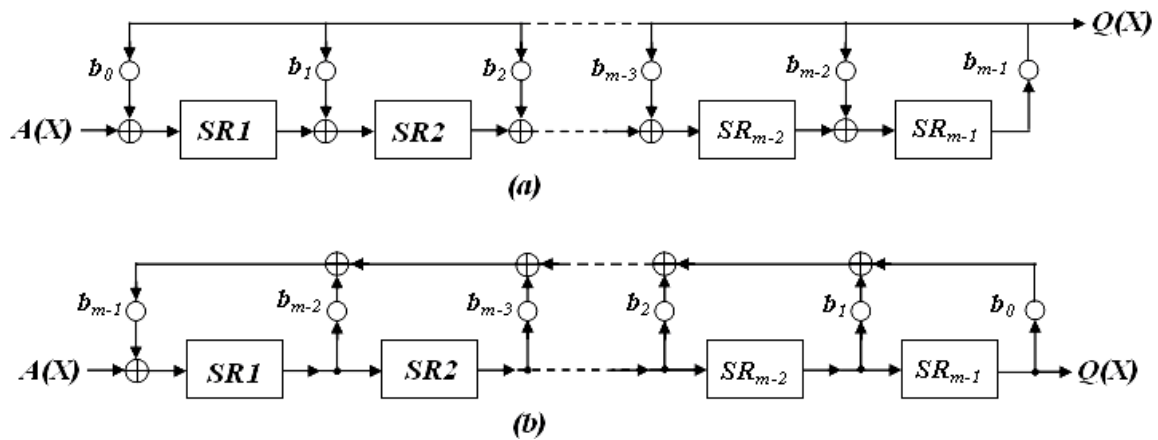 Q(X)
b₀ b₁ b₂ bₘ₋₃ bₘ₋₂ bₘ₋₁
A(X) SR1 SR2 SRₘ₋₂ SRₘ₋₁
(a)
bₘ₋₁ bₘ₋₂ bₘ₋₃ b₂ b₁ b₀
A(X) SR1 SR2 SRₘ₋₂ SRₘ₋₁ Q(X)
(b)